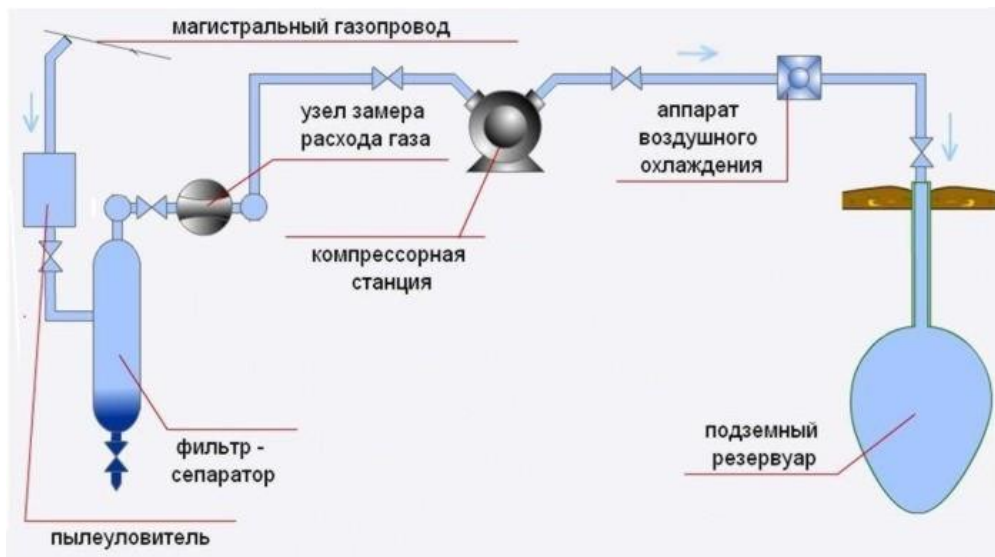 магистральный газопровод
узел замера
расхода газа
аппарат
воздушного
охлаждения
компрессорная
станция
фильтр -
сепаратор
подземный
резервуар
пылеуловитель